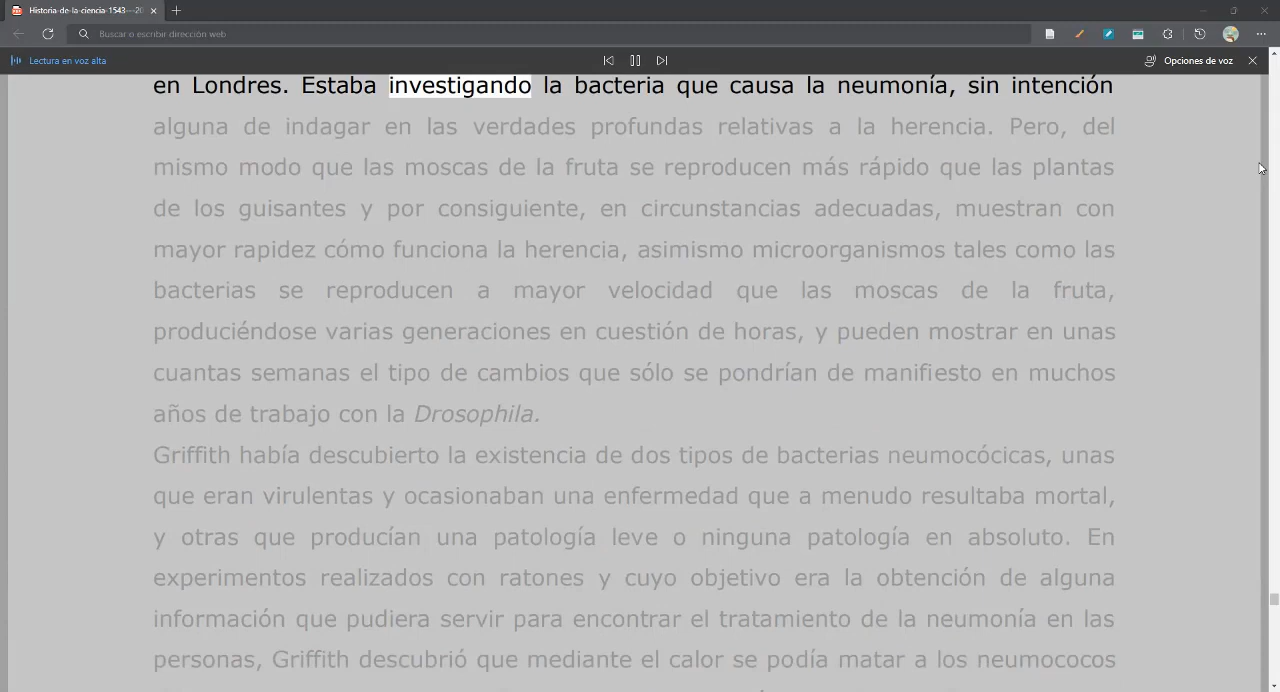 Historia-de-la-ciencia-1543---20
Buscar o escribir dirección web
Lectura en voz alta
Opciones de voz
en Londres. Estaba investigando la bacteria que causa la neumonía, sin intención
alguna de indagar en las verdades profundas relativas a la herencia. Pero, del
mismo modo que las moscas de la fruta se reproducen más rápido que las plantas
de los guisantes y por consiguiente, en circunstancias adecuadas, muestran con
mayor rapidez cómo funciona la herencia, asimismo microorganismos tales como las
bacterias se reproducen a mayor velocidad que las moscas de la fruta,
produciéndose varias generaciones en cuestión de horas, y pueden mostrar en unas
cuantas semanas el tipo de cambios que sólo se pondrían de manifiesto en muchos
años de trabajo con la Drosophila.
Griffith había descubierto la existencia de dos tipos de bacterias neumocócicas, unas
que eran virulentas y ocasionaban una enfermedad que a menudo resultaba mortal,
y otras que producían una patología leve o ninguna patología en absoluto. En
experimentos realizados con ratones y cuyo objetivo era la obtención de alguna
información que pudiera servir para encontrar el tratamiento de la neumonía en las
personas, Griffith descubrió que mediante el calor se podía matar a los neumococos